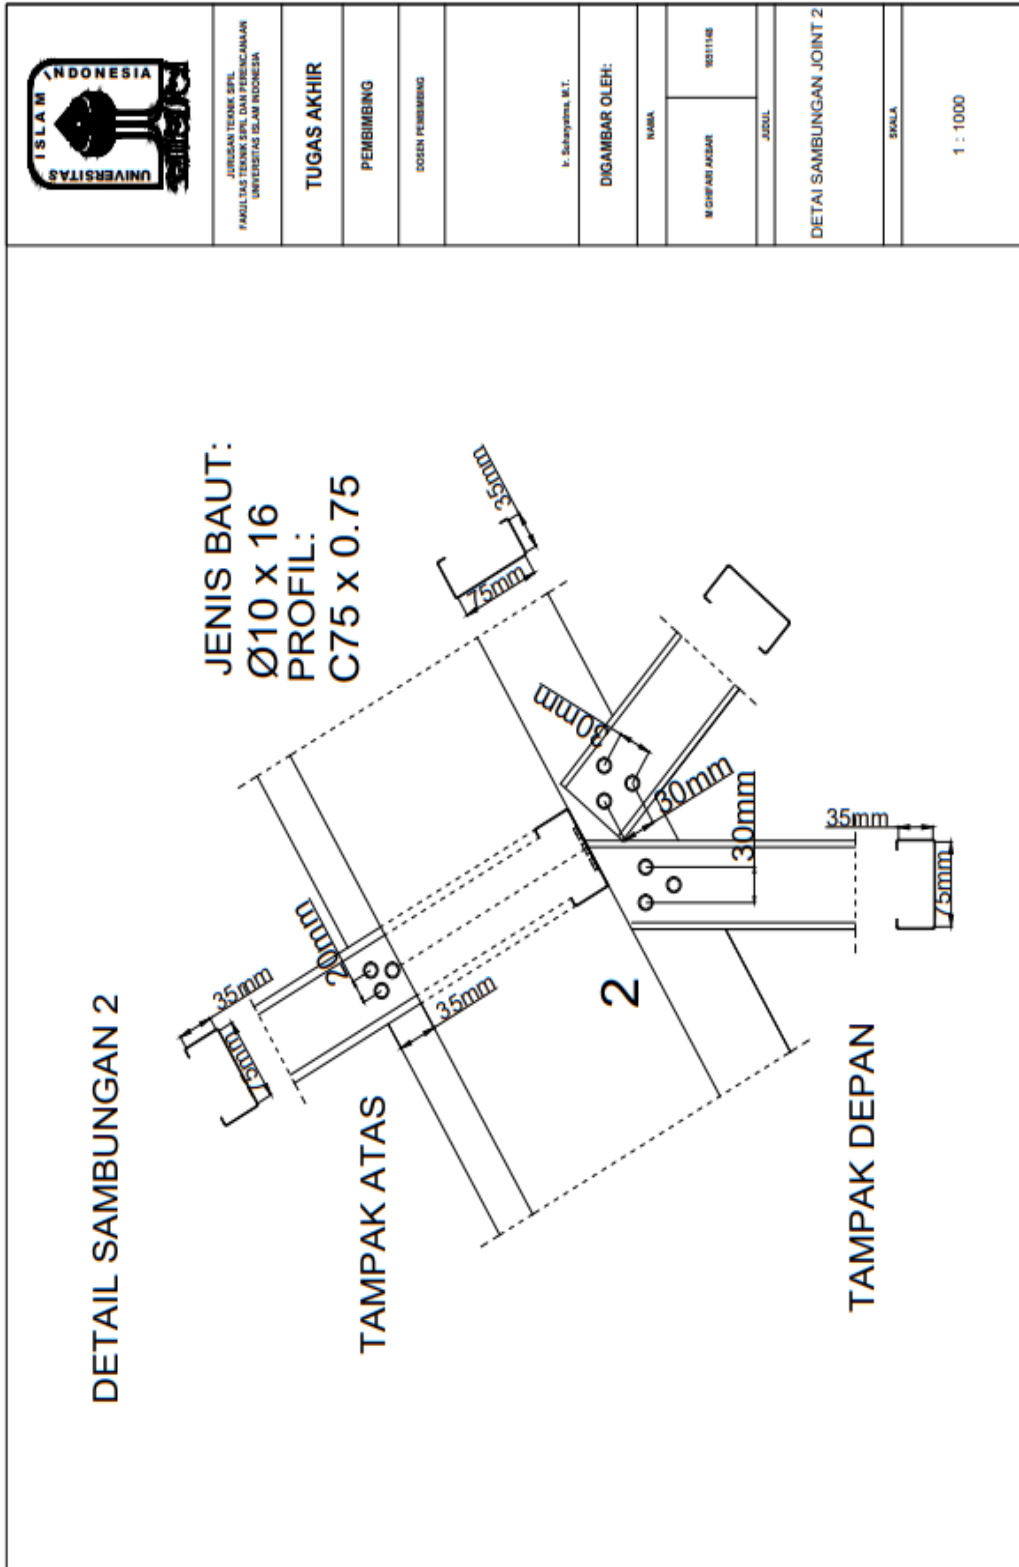 DETAIL SAMBUNGAN 2
JENIS BAUT:
Ø10 x 16
PROFIL:
C75 x 0.75
TAMPAK ATAS
35mm
75mm
20mm
35mm
2
75mm
35mm
30mm
30mm
30mm
35mm
75mm
TAMPAK DEPAN
UNIVERSITAS
ISLAM
INDONESIA
JURUSAN TEKNIK SIPIL
FAKULTAS TEKNIK SIPIL DAN PERENCANAAN
UNIVERSITAS ISLAM INDONESIA
TUGAS AKHIR
PEMBIMBING
DOSEN PEMBIMBING
DIGAMBAR OLEH:
NAMA
M GHIFARI AKBAR
JUDUL
DETAI SAMBUNGAN JOINT 2
SKALA
1 : 1000